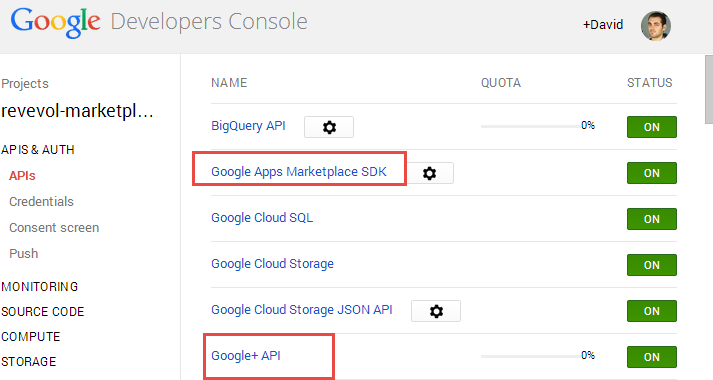 Google Developers Console
+David
Projects
revevol-marketpl...
APIS & AUTH
APIs
Credentials
Consent screen
Push
MONITORING
SOURCE CODE
COMPUTE
STORAGE
NAME QUOTA STATUS
BigQuery API 0% ON
Google Apps Marketplace SDK ON
Google Cloud SQL ON
Google Cloud Storage ON
Google Cloud Storage JSON API ON
Google+ API 0% ON